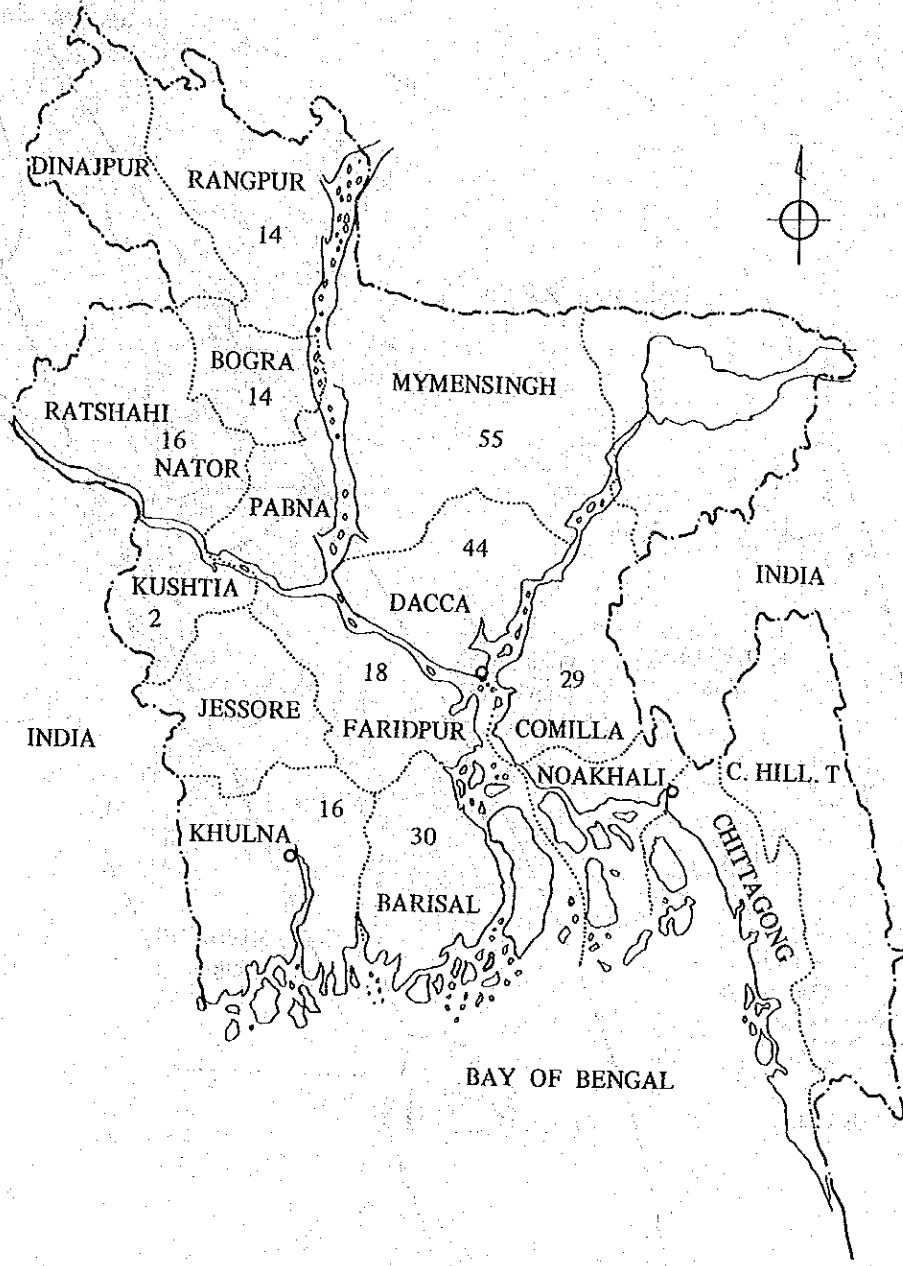 DINAJPUR
RANGPUR
14
BOGRA
14
MYMENSINGH
55
RATSHAHI
16
NATOR
PABNA
44
DACCA
INDIA
KUSHTIA
2
18
FARIDPUR
29
COMILLA
JESSORE
INDIA
NOAKHALI
C. HILL. T
16
KHULNA
30
BARISAL
CHITTAGONG
BAY OF BENGAL